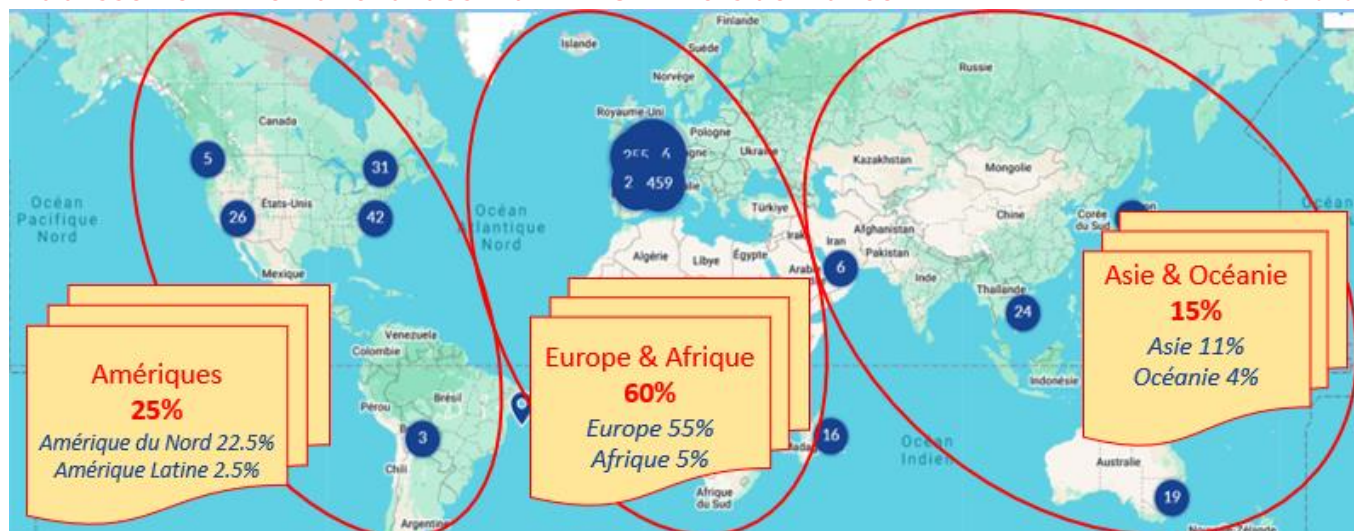 Islande
Finlande
Suède
Norvège
Russie
Royaume-Uni
Canada
Pologne
Ukraine
Kazakhstan
Mongolie
5
31
2
459
Océan
Pacifique
Nord
26
États-Unis
42
Océan
Atlantique
Nord
Türkiye
Chine
Corée
du Sud
Afghanistan
Irak
Iran
Pakistan
Algérie
Libye
Égypte
Mexique
6
Inde
Thaïlande
24
Asie & Océanie
15%
Asie 11%
Océanie 4%
Venezuela
Colombie
Indonésie
Europe & Afrique
60%
Europe 55%
Afrique 5%
Amériques
25%
Amérique du Nord 22.5%
Amérique Latine 2.5%
Pérou
Brésil
3
16
Océan
Indien
Australie
19
Chili
Afrique
du Sud
Argentine